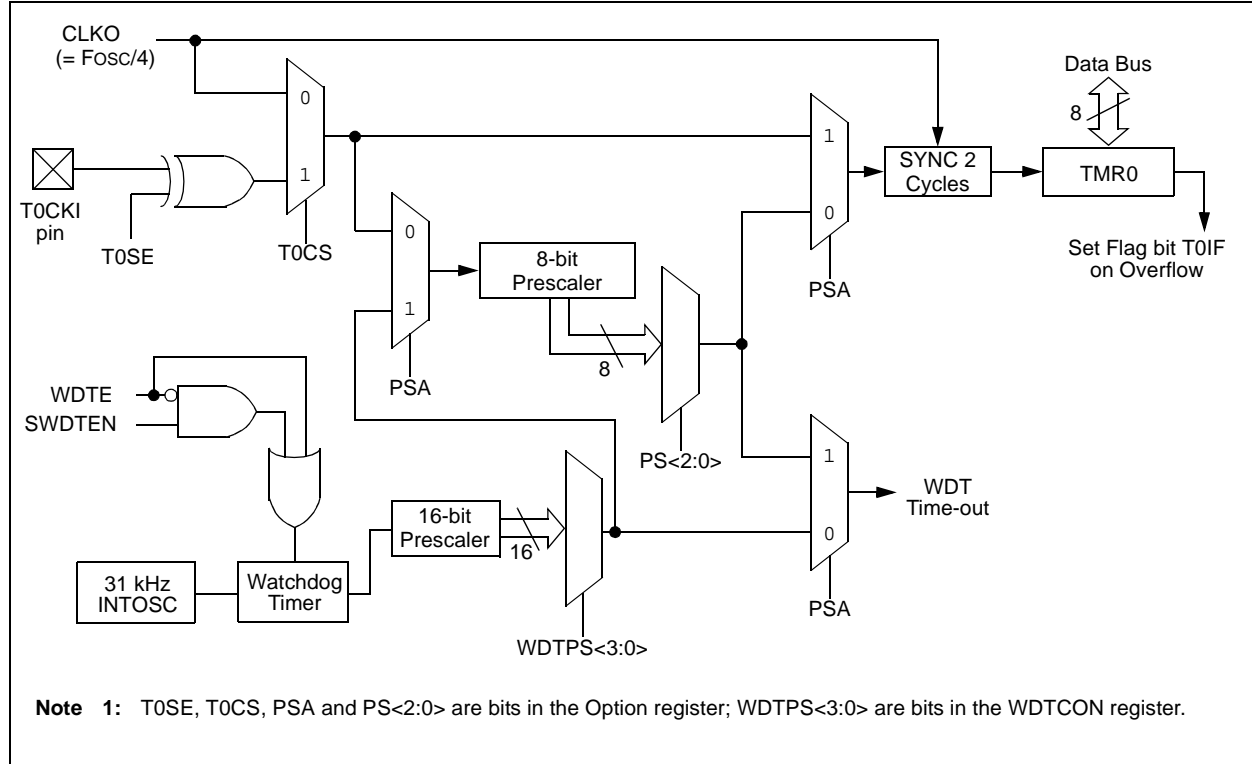 CLKO
(= FOSC/4)
0
1
T0CKI
pin
T0SE
T0CS
0
1
PSA
8-bit
Prescaler
8
PS<2:0>
1
0
PSA
SYNC 2
Cycles
Data Bus
8
TMR0
Set Flag bit T0IF
on Overflow
WDTE
SWDTEN
31 kHz
INTOSC
Watchdog
Timer
16-bit
Prescaler
16
WDTPS<3:0>
1
0
PSA
WDT
Time-out
Note 1: T0SE, T0CS, PSA and PS<2:0> are bits in the Option register; WDTPS<3:0> are bits in the WDTCON register.